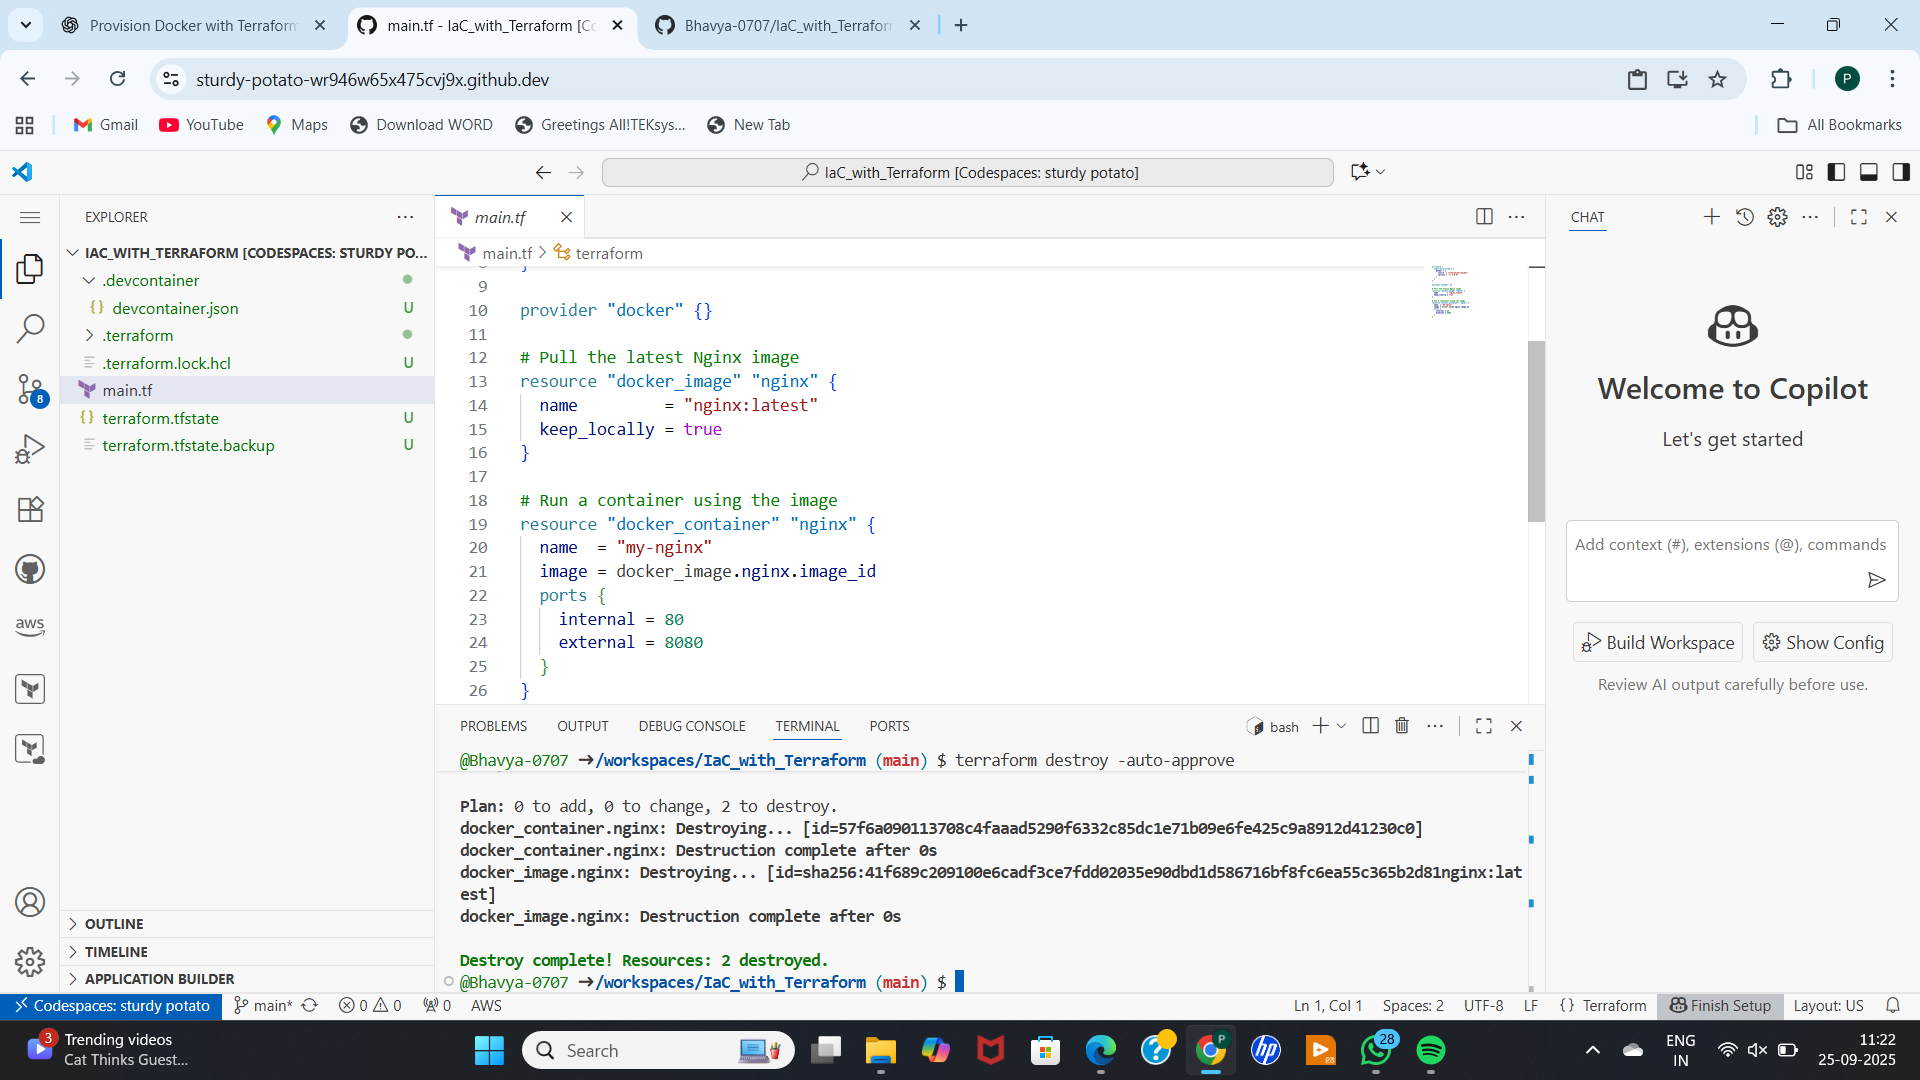 Provision Docker with Terraform
main.tf - IaC_with_Terraform [Co
Bhavya-0707/IaC_with_Terraform
sturdy-potato-wr946w65x475cvj9x.github.dev
P
Gmail
YouTube
Maps
Download WORD
Greetings All!TEKsys...
New Tab
All Bookmarks
IaC_with_Terraform [Codespaces: sturdy potato]
EXPLORER
IAC_WITH_TERRAFORM [CODESPACES: STURDY PO...
.devcontainer
devcontainer.json U
.terraform
.terraform.lock.hcl U
main.tf
terraform.tfstate U
terraform.tfstate.backup U
8
aws
OUTLINE
TIMELINE
APPLICATION BUILDER
main.tf
main.tf > terraform
9
10 provider "docker" {}
11
12 # Pull the latest Nginx image
13 resource "docker_image" "nginx" {
14 name = "nginx:latest"
15 keep_locally = true
16 }
17
18 # Run a container using the image
19 resource "docker_container" "nginx" {
20 name = "my-nginx"
21 image = docker_image.nginx.image_id
22 ports {
23 internal = 80
24 external = 8080
25 }
26 }
PROBLEMS OUTPUT DEBUG CONSOLE TERMINAL PORTS
bash
@Bhavya-0707 ➜/workspaces/IaC_with_Terraform (main) $ terraform destroy -auto-approve
Plan: 0 to add, 0 to change, 2 to destroy.
docker_container.nginx: Destroying... [id=57f6a090113708c4faaad5290f6332c85dc1e71b09e6fe425c9a8912d41230c0]
docker_container.nginx: Destruction complete after 0s
docker_image.nginx: Destroying... [id=sha256:41f689c209100e6cadf3ce7fdd02035e90dbd1d586716bf8fc6ea55c365b2d81nginx:lat
est]
docker_image.nginx: Destruction complete after 0s
Destroy complete! Resources: 2 destroyed.
@Bhavya-0707 ➜/workspaces/IaC_with_Terraform (main) $
CHAT
Welcome to Copilot
Let's get started
Add context (#), extensions (@), commands
Build Workspace
Show Config
Review AI output carefully before use.
Codespaces: sturdy potato
main*
0 0
0
AWS
Ln 1, Col 1
Spaces: 2
UTF-8
LF
{} Terraform
Finish Setup
Layout: US
3
Trending videos
Cat Thinks Guest...
Search
P
28
ENG
IN
11:22
25-09-2025